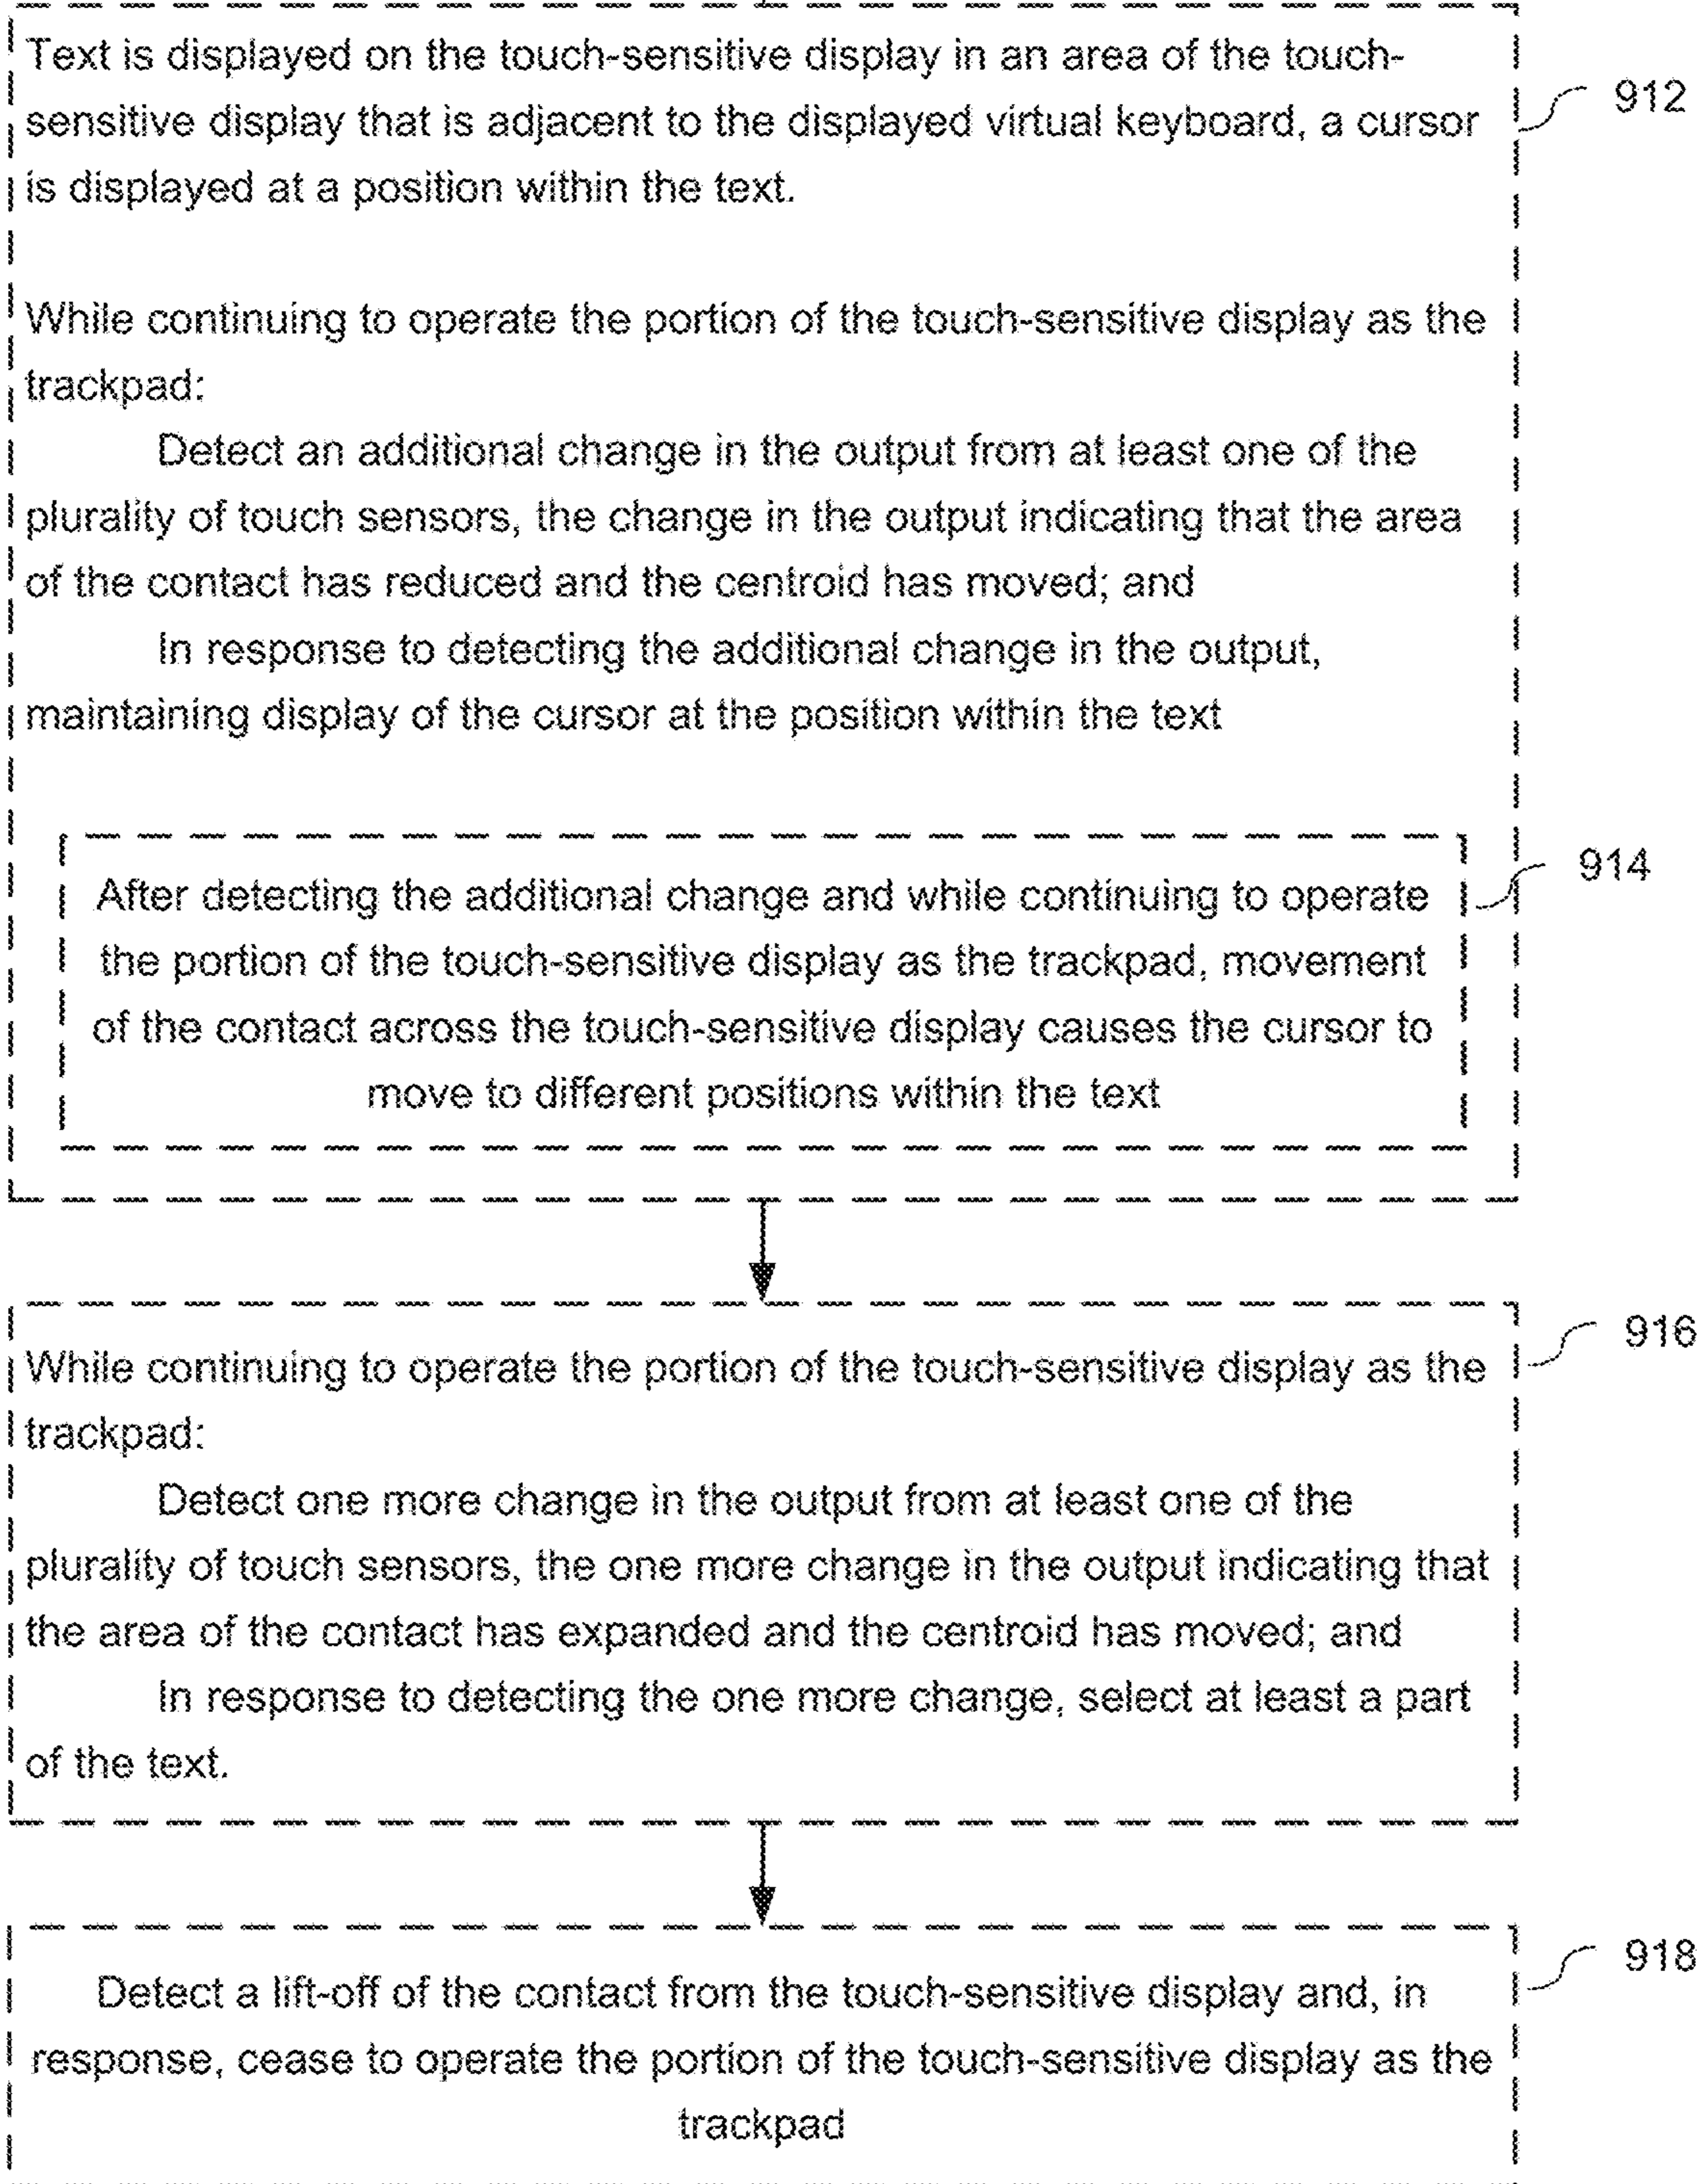 Text is displayed on the touch-sensitive display in an area of the touch-
sensitive display that is adjacent to the displayed virtual keyboard, a cursor
is displayed at a position within the text.
912
While continuing to operate the portion of the touch-sensitive display as the
trackpad:
Detect an additional change in the output from at least one of the
plurality of touch sensors, the change in the output indicating that the area
of the contact has reduced and the centroid has moved; and
In response to detecting the additional change in the output,
maintaining display of the cursor at the position within the text
After detecting the additional change and while continuing to operate
the portion of the touch-sensitive display as the trackpad, movement
of the contact across the touch-sensitive display causes the cursor to
move to different positions within the text
914
While continuing to operate the portion of the touch-sensitive display as the
trackpad:
Detect one more change in the output from at least one of the
plurality of touch sensors, the one more change in the output indicating that
the area of the contact has expanded and the centroid has moved; and
In response to detecting the one more change, select at least a part
of the text.
916
Detect a lift-off of the contact from the touch-sensitive display and, in
response, cease to operate the portion of the touch-sensitive display as the
trackpad
918